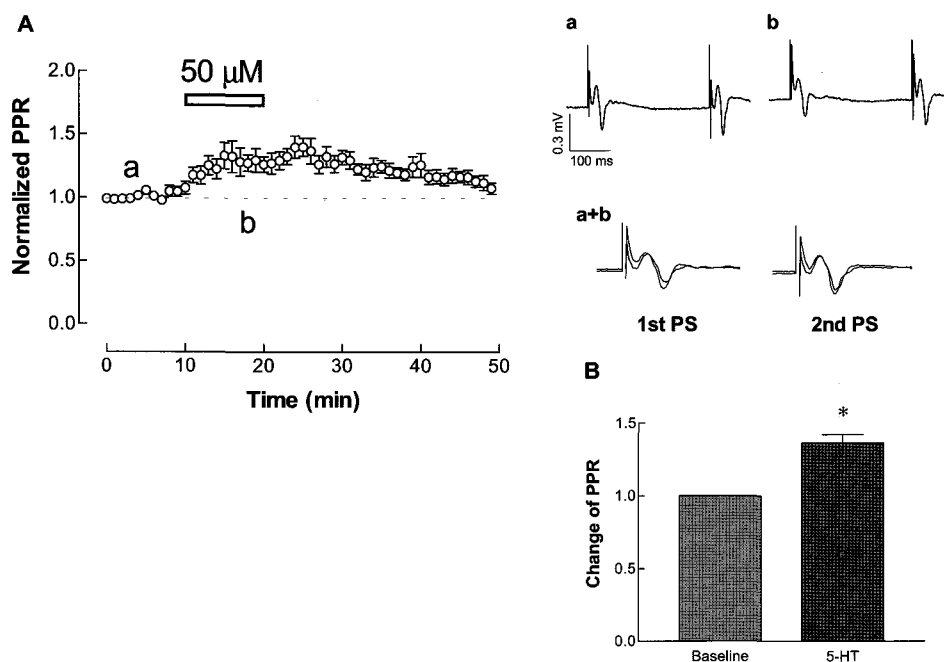 A
Normalized PPR
2.0
1.5
1.0
0.5
0.0
50 µM
a
b
0 10 20 30 40 50
Time (min)
a
b
0.3 mV
100 ms
a+b
1st PS
2nd PS
B
Change of PPR
1.5
1.0
0.5
0.0
*
Baseline
5-HT